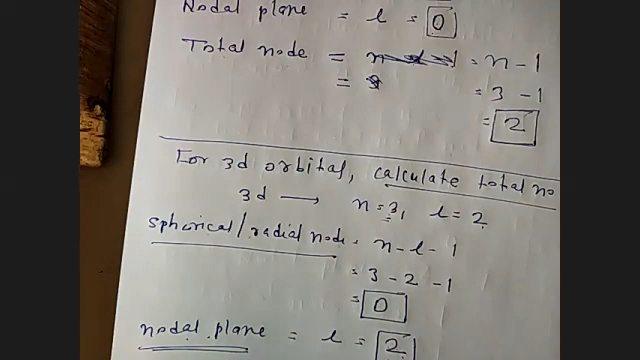 Nodal plane = l = 0
Total node = = n - 1
= = 3 - 1
= 2
For 3d orbital, calculate total no
3d → n = 3, l = 2
Spherical/radial node = n - l - 1
= 3 - 2 - 1
= 0
nodal plane = l = 2